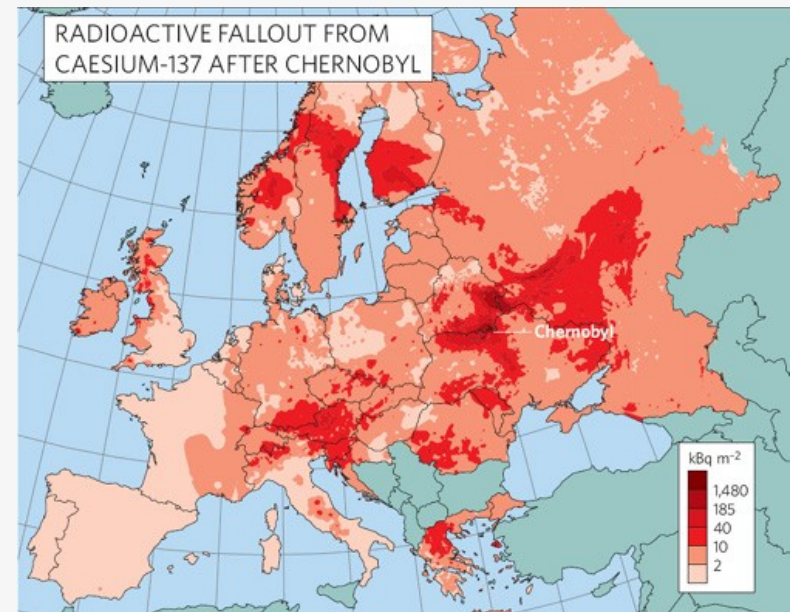 RADIOACTIVE FALLOUT FROM
CAESIUM-137 AFTER CHERNOBYL
Chernobyl
kBq m⁻²
1,480
185
40
10
2